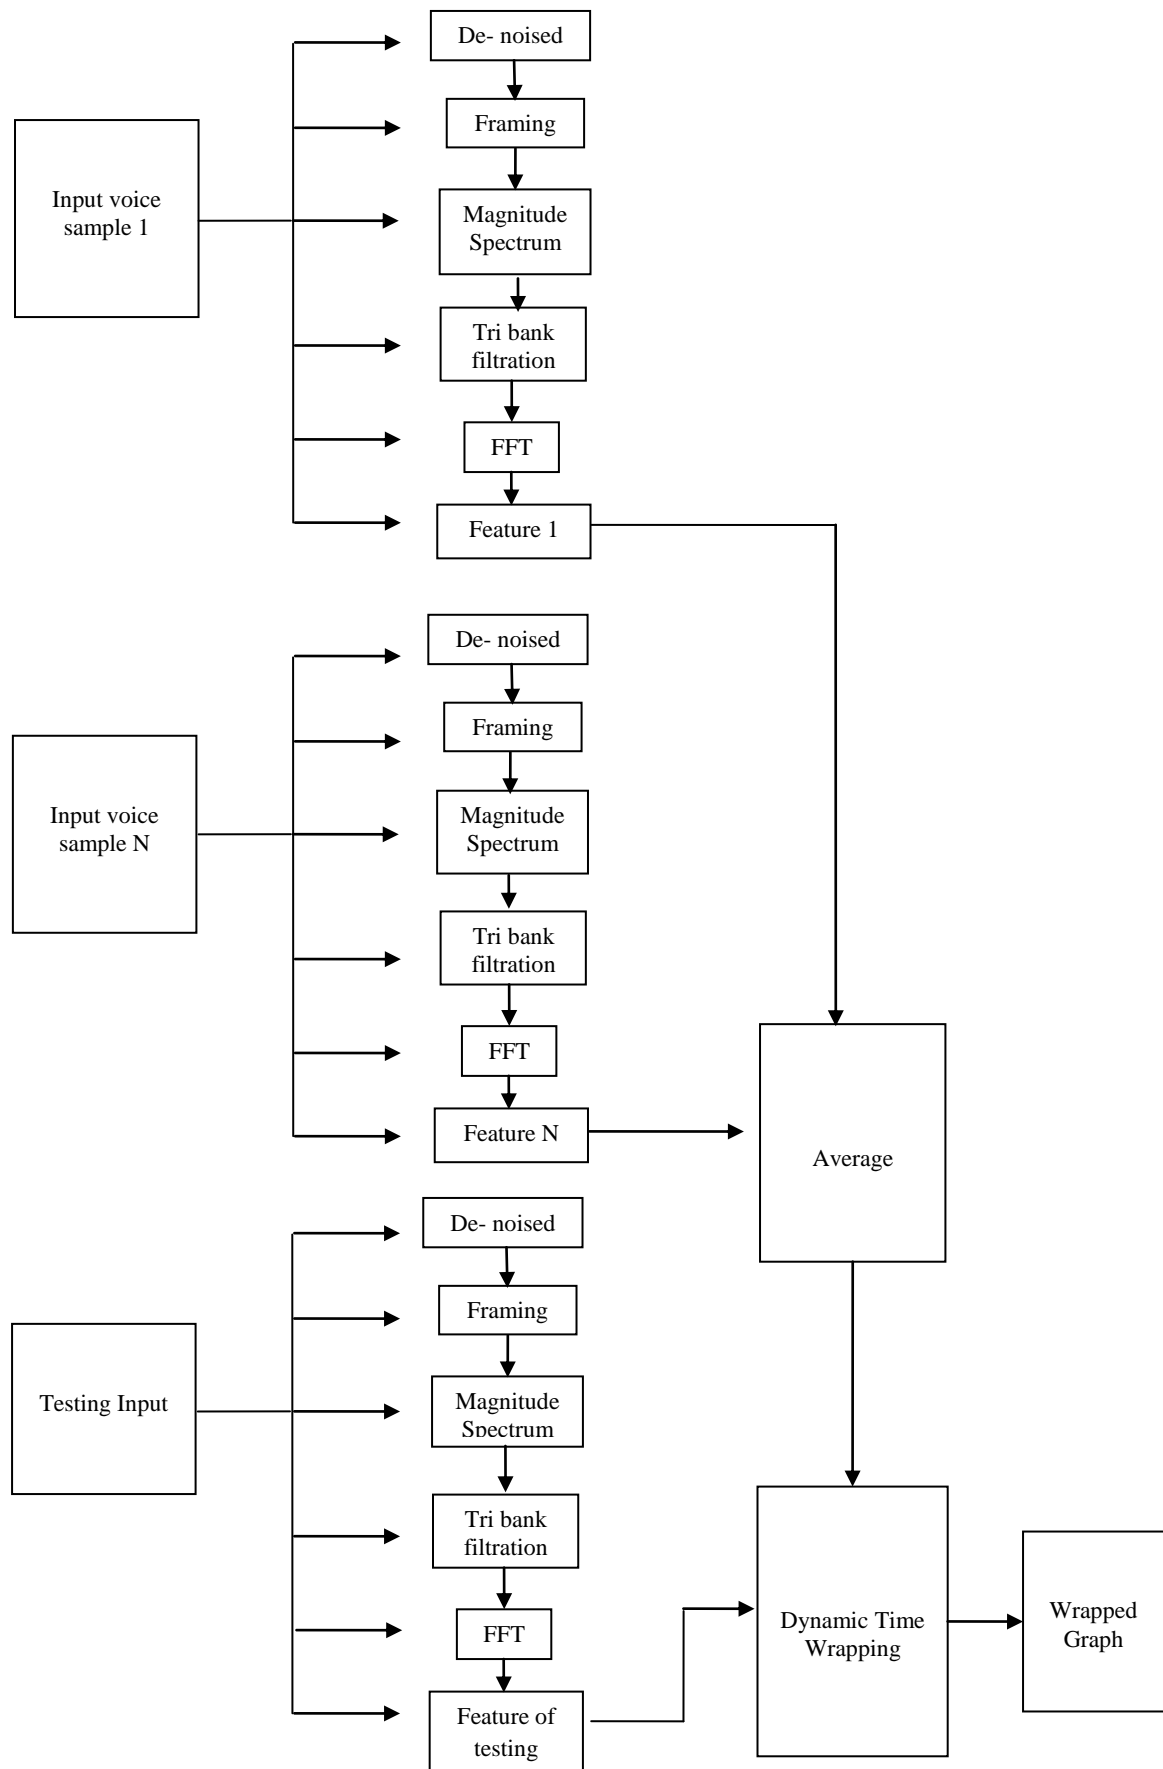 Input voice
sample 1
De- noised
Framing
Magnitude
Spectrum
Tri bank
filtration
FFT
Feature 1
Input voice
sample N
De- noised
Framing
Magnitude
Spectrum
Tri bank
filtration
FFT
Feature N
Average
Testing Input
De- noised
Framing
Magnitude
Spectrum
Tri bank
filtration
FFT
Feature of
testing
Dynamic Time
Wrapping
Wrapped
Graph